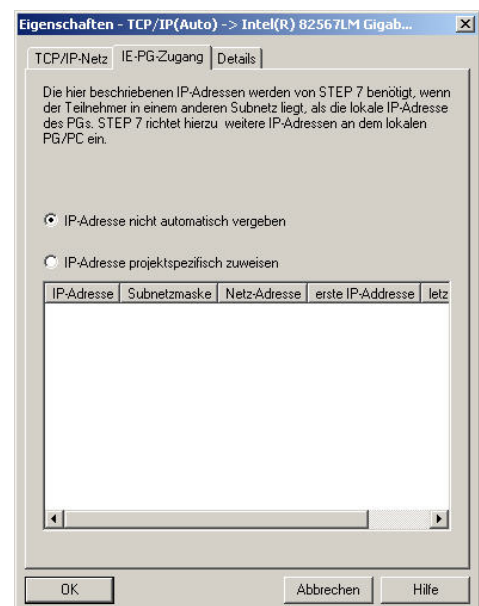 Eigenschaften - TCP/IP(Auto) -> Intel(R) 82567LM Gigab...
TCP/IP-Netz IE-PG-Zugang Details
Die hier beschriebenen IP-Adressen werden von STEP 7 benötigt, wenn
der Teilnehmer in einem anderen Subnetz liegt, als die lokale IP-Adresse
des PGs. STEP 7 richtet hierzu weitere IP-Adressen an dem lokalen
PG/PC ein.
IP-Adresse nicht automatisch vergeben
IP-Adresse projektspezifisch zuweisen
IP-Adresse Subnetzmaske Netz-Adresse erste IP-Addresse letz
OK Abbrechen Hilfe